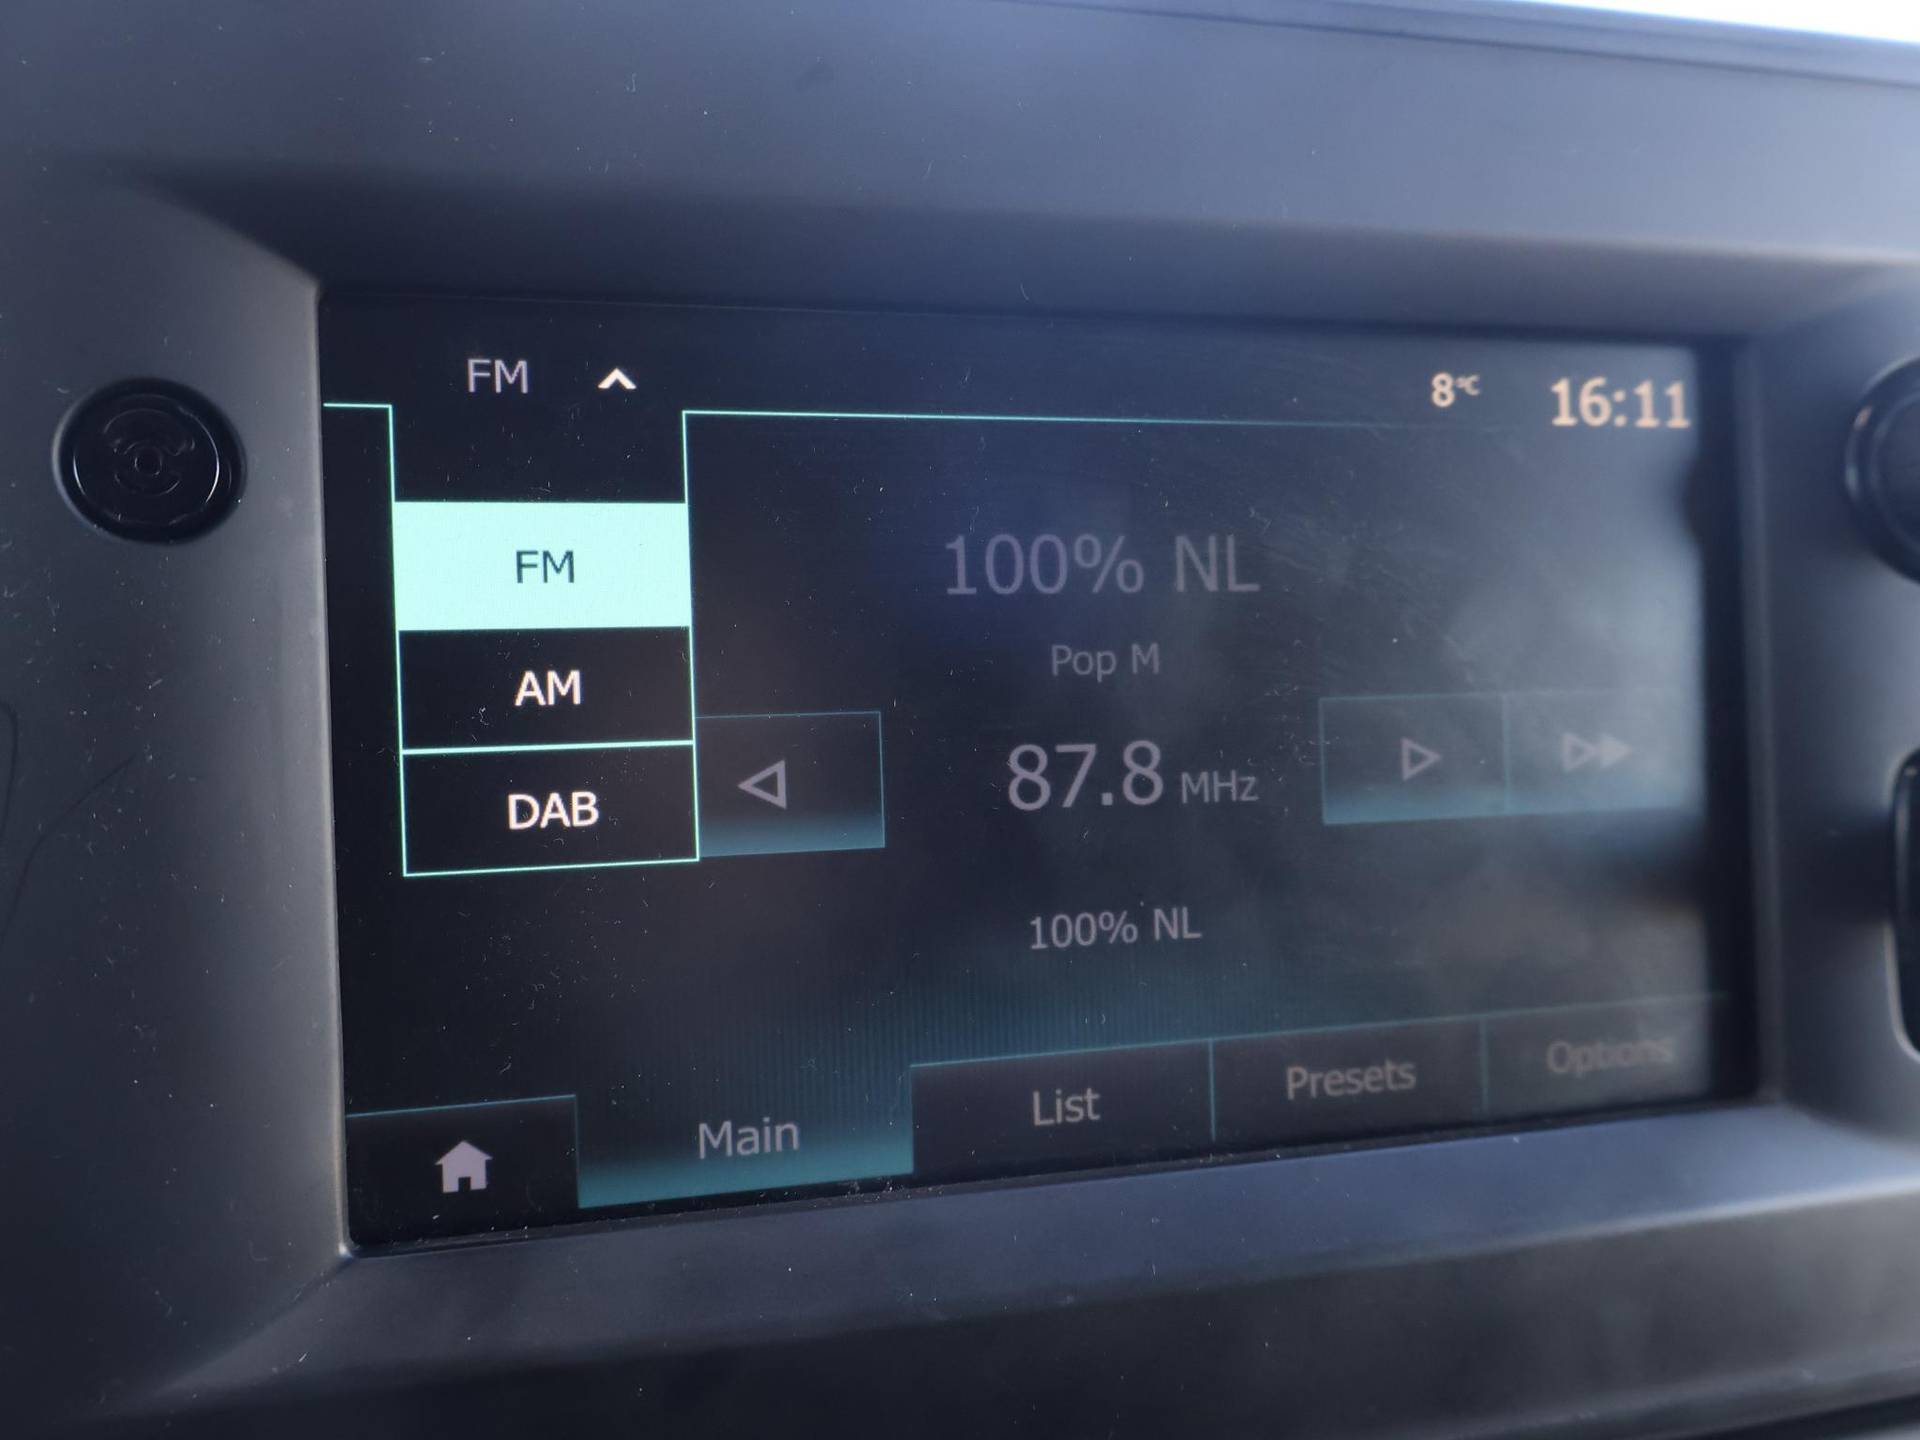 FM
8°C 16:11
FM
AM
DAB
100% NL
Pop M
87.8 MHz
100% NL
Main
List
Presets
Options